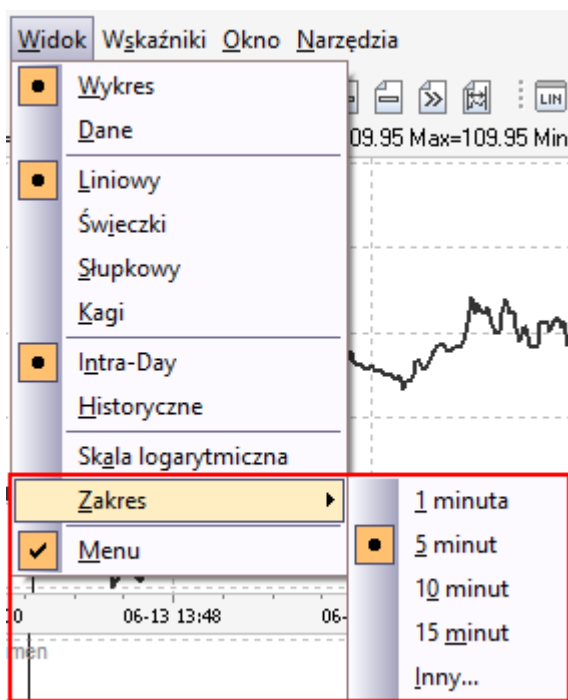 Widok Wskaźniki Okno Narzędzia
Wykres
LIN
Dane
09.95 Max=109.95 Min
Liniowy
Świeczki
Słupkowy
Kagi
Intra-Day
Historyczne
Skala logarytmiczna
Zakres
1 minuta
Menu
5 minut
10 minut
06-13 13:48
15 minut
Inny...